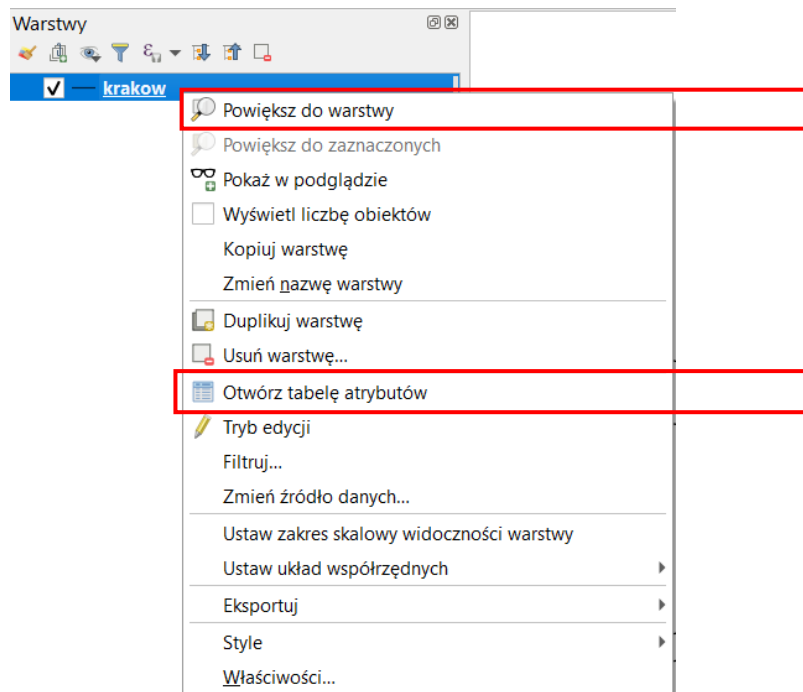 Warstwy
krakow
Powiększ do warstwy
Powiększ do zaznaczonych
Pokaż w podglądzie
Wyświetl liczbę obiektów
Kopiuj warstwę
Zmień nazwę warstwy
Duplikuj warstwę
Usuń warstwę...
Otwórz tabelę atrybutów
Tryb edycji
Filtruj...
Zmień źródło danych...
Ustaw zakres skalowy widoczności warstwy
Ustaw układ współrzędnych
Eksportuj
Style
Właściwości...